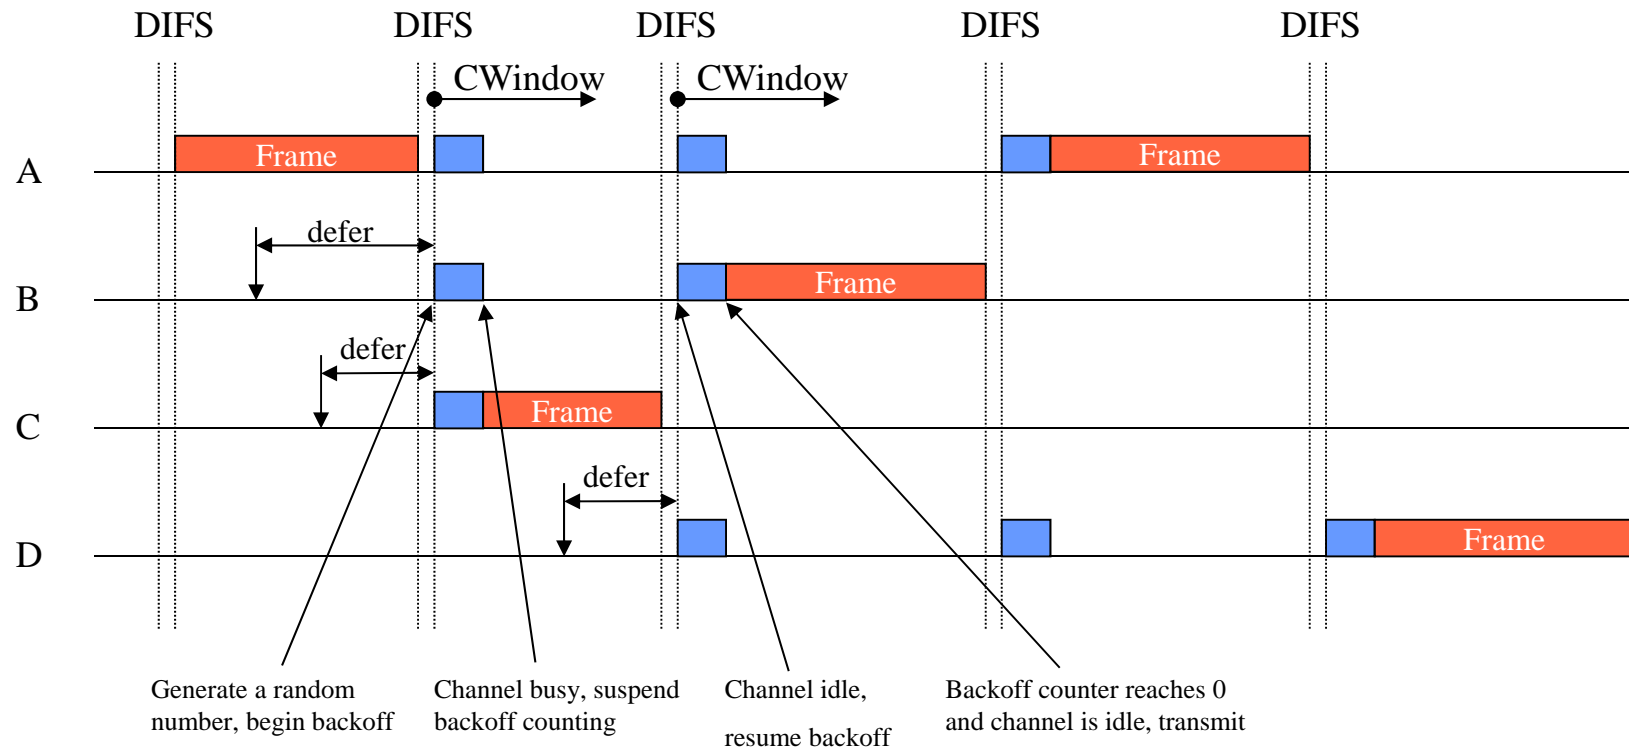 DIFS DIFS DIFS DIFS DIFS
CWindow CWindow
A Frame Frame
defer
B Frame
defer
C Frame
defer
D Frame
Generate a random
number, begin backoff
Channel busy, suspend
backoff counting
Channel idle,
resume backoff
Backoff counter reaches 0
and channel is idle, transmit